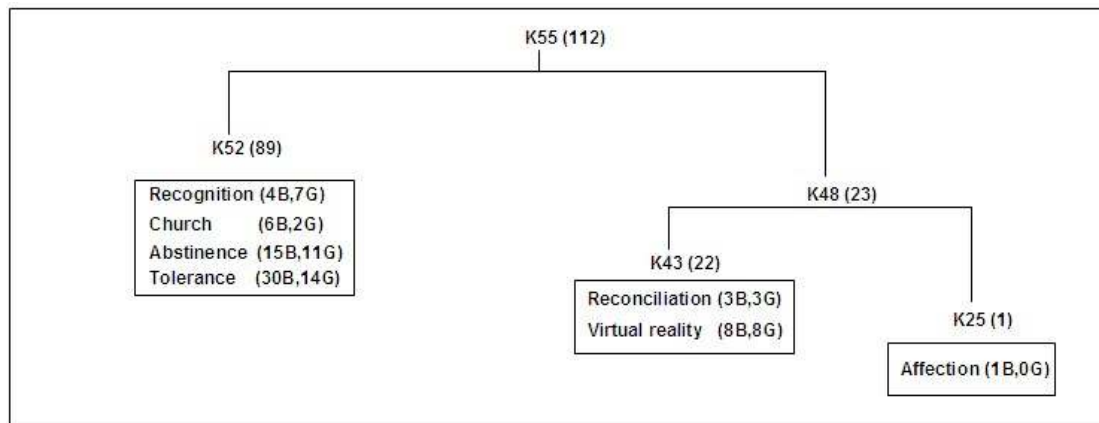 K55 (112)
K52 (89)
Recognition (4B,7G)
Church (6B,2G)
Abstinence (15B,11G)
Tolerance (30B,14G)
K48 (23)
K43 (22)
Reconciliation (3B,3G)
Virtual reality (8B,8G)
K25 (1)
Affection (1B,0G)